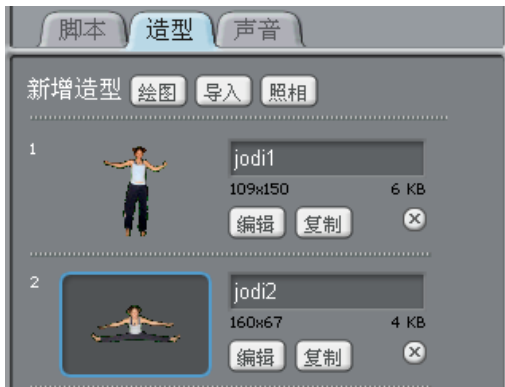 脚本 造型 声音
新增造型 绘图 导入 照相
1
jodi1
109x150 6 KB
编辑 复制
2
jodi2
160x67 4 KB
编辑 复制